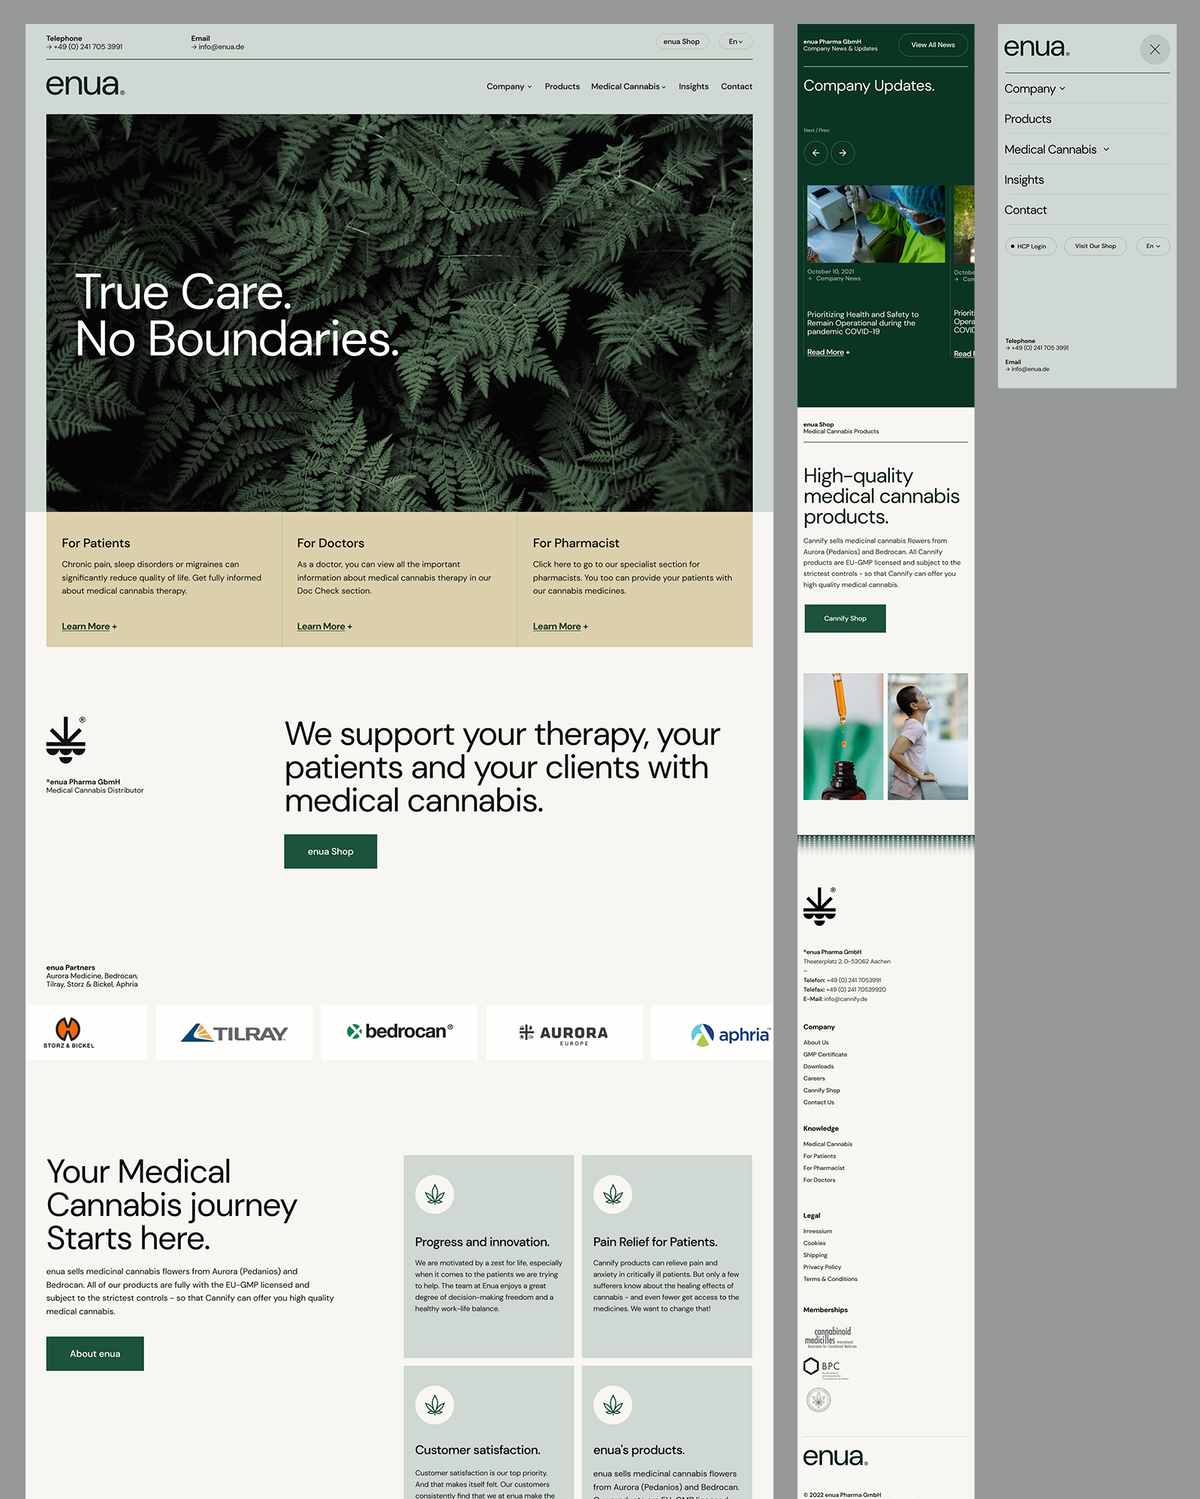 Telephone
→ +49 (0) 241 705 3991
Email
→ info@enua.de
enua Shop
En
enua.®
Company
Products
Medical Cannabis
Insights
Contact
True Care.
No Boundaries.
For Patients
Chronic pain, sleep disorders or migraines can
significantly reduce quality of life. Get fully informed
about medical cannabis therapy.
Learn More +
For Doctors
As a doctor, you can view all the important
information about medical cannabis therapy in our
Doc Check section.
Learn More +
For Pharmacist
Click here to go to our specialist section for
pharmacists. You too can provide your patients with
our cannabis medicines.
Learn More +
®
®enua Pharma GbmH
Medical Cannabis Distributor
We support your therapy, your
patients and your clients with
medical cannabis.
enua Shop
enua Partners
Aurora Medicine, Bedrocan,
Tilray, Storz & Bickel, Aphria
STORZ & BICKEL
TILRAY
bedrocan®
AURORA
EUROPE
aphria™
Your Medical
Cannabis journey
Starts here.
enua sells medicinal cannabis flowers from Aurora (Pedanios) and
Bedrocan. All of our products are fully with the EU-GMP licensed and
subject to the strictest controls - so that Cannify can offer you high quality
medical cannabis.
About enua
Progress and innovation.
We are motivated by a zest for life, especially
when it comes to the patients we are trying
to help. The team at Enua enjoys a great
degree of decision-making freedom and a
healthy work-life balance.
Pain Relief for Patients.
Cannify products can relieve pain and
anxiety in critically ill patients. But only a few
sufferers know about the healing effects of
cannabis - and even fewer get access to the
medicines. We want to change that!
Customer satisfaction.
Customer satisfaction is our top priority.
And that makes itself felt. Our customers
consistently find that we at enua make the
enua's products.
enua sells medicinal cannabis flowers
from Aurora (Pedanios) and Bedrocan.
enua Pharma GbmH
Company News & Updates
View All News
Company Updates.
Next / Prev:
October 10, 2021
→ Company News
Prioritizing Health and Safety to
Remain Operational during the
pandemic COVID-19
Read More +
Octobe
→ Con
Prioriti
Opera
COVID
Read
enua Shop
Medical Cannabis Products
High-quality
medical cannabis
products.
Cannify sells medicinal cannabis flowers from
Aurora (Pedanios) and Bedrocan. All Cannify
products are EU-GMP licensed and subject to the
strictest controls - so that Cannify can offer you
high quality medical cannabis.
Cannify Shop
®
®enua Pharma GmbH
Theaterplatz 2, D-52062 Aachen
–
Telefon: +49 (0) 241 7053991
Telefax: +49 (0) 241 70539920
E-Mail: info@cannify.de
Company
About Us
GMP Certificate
Downloads
Careers
Cannify Shop
Contact Us
Knowledge
Medical Cannabis
For Patients
For Pharmacist
For Doctors
Legal
Imressium
Cookies
Shipping
Privacy Policy
Terms & Conditions
Memberships
BPC
enua.®
© 2022 enua Pharma GmbH
enua.®
Company
Products
Medical Cannabis
Insights
Contact
HCP Login
Visit Our Shop
En
Telephone
→ +49 (0) 241 705 3991
Email
→ info@enua.de